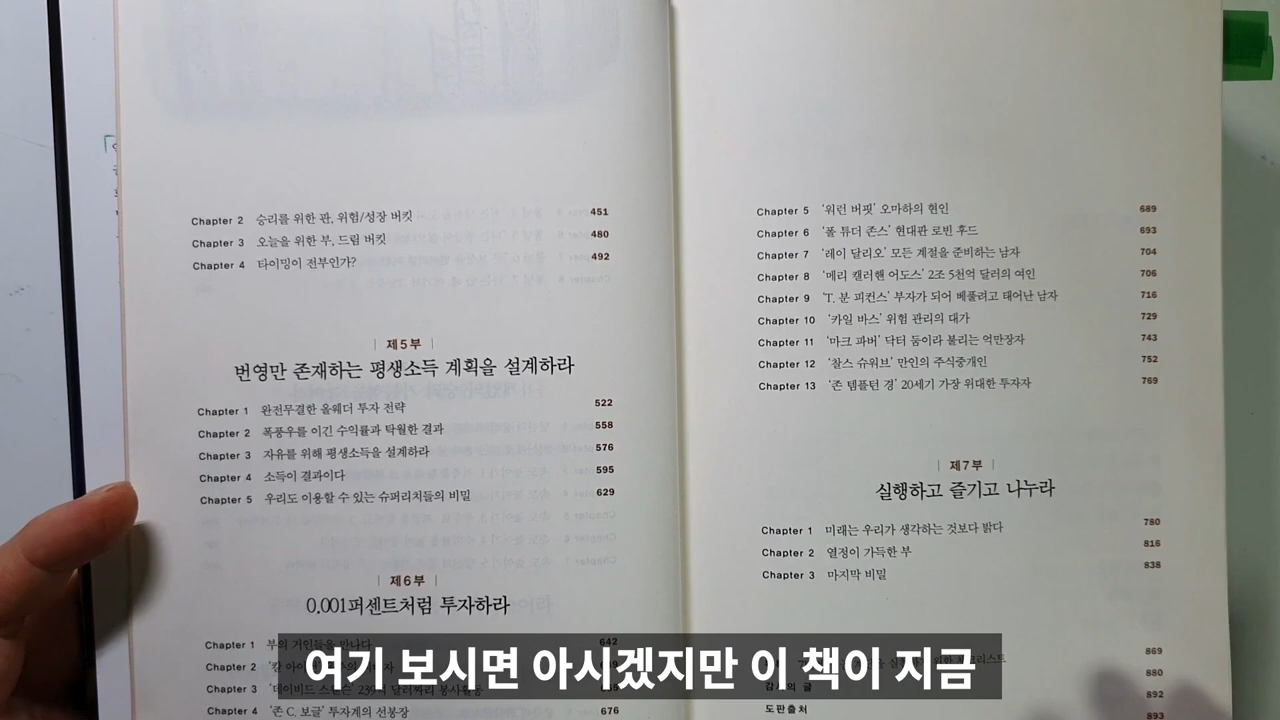 Chapter 2 승리를 위한 판, 위험/성장 버킷 451
Chapter 3 오늘을 위한 부, 드림 버킷 480
Chapter 4 타이밍이 전부인가? 492
| 제5부 |
번영만 존재하는 평생소득 계획을 설계하라
Chapter 1 완전무결한 올웨더 투자 전략 522
Chapter 2 폭풍우를 이긴 수익률과 탁월한 결과 558
Chapter 3 자유를 위해 평생소득을 설계하라 576
Chapter 4 소득이 결과이다 595
Chapter 5 우리도 이용할 수 있는 슈퍼리치들의 비밀 629
| 제6부 |
0.001퍼센트처럼 투자하라
Chapter 1 부의 거인들을 만나다 642
Chapter 2 '칼
Chapter 3 '데이비드 스
Chapter 4 '존 C. 보글' 투자계의 선봉장 676
Chapter 5 '워런 버핏' 오마하의 현인 689
Chapter 6 '폴 튜더 존스' 현대판 로빈 후드 693
Chapter 7 '레이 달리오' 모든 계절을 준비하는 남자 704
Chapter 8 '메리 캘러핸 어도스' 2조 5천억 달러의 여인 706
Chapter 9 'T. 분 피컨스' 부자가 되어 베풀려고 태어난 남자 716
Chapter 10 '카일 바스' 위험 관리의 대가 729
Chapter 11 '마크 파버' 닥터 둠이라 불리는 억만장자 743
Chapter 12 '찰스 슈워브' 만인의 주식중개인 752
Chapter 13 '존 템플턴 경' 20세기 가장 위대한 투자자 769
| 제7부 |
실행하고 즐기고 나누라
Chapter 1 미래는 우리가 생각하는 것보다 밝다 780
Chapter 2 열정이 가득한 부 816
Chapter 3 마지막 비밀 838
869
감사의 글 880
892
도판출처 893
여기 보시면 아시겠지만 이 책이 지금